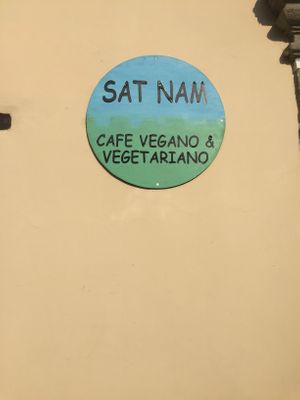 SAT NAM
CAFE VEGANO &
VEGETARIANO